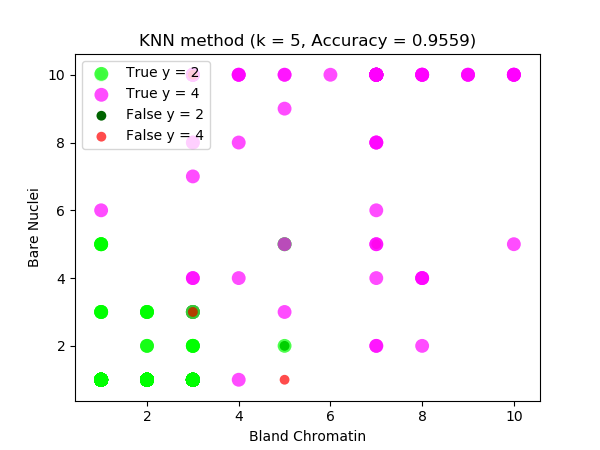 KNN method (k = 5, Accuracy = 0.9559)
True y = 2
True y = 4
False y = 2
False y = 4
10
8
6
4
2
Bare Nuclei
2 4 6 8 10
Bland Chromatin